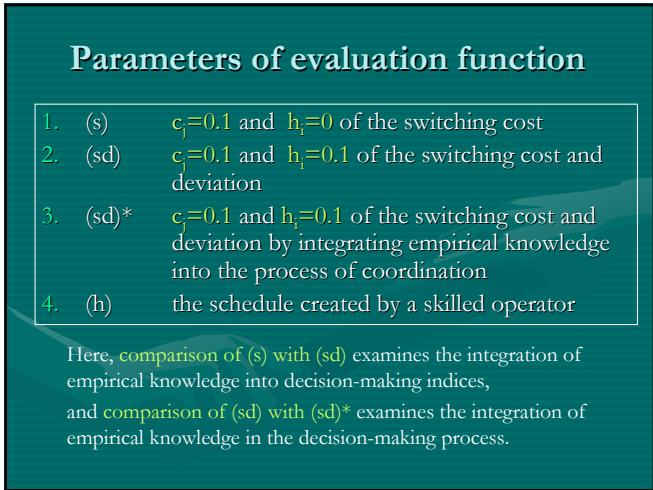 Parameters of evaluation function
1. (s) cj=0.1 and hi=0 of the switching cost
2. (sd) cj=0.1 and hi=0.1 of the switching cost and
deviation
3. (sd)* cj=0.1 and hi=0.1 of the switching cost and
deviation by integrating empirical knowledge
into the process of coordination
4. (h) the schedule created by a skilled operator
Here, comparison of (s) with (sd) examines the integration of
empirical knowledge into decision-making indices,
and comparison of (sd) with (sd)* examines the integration of
empirical knowledge in the decision-making process.